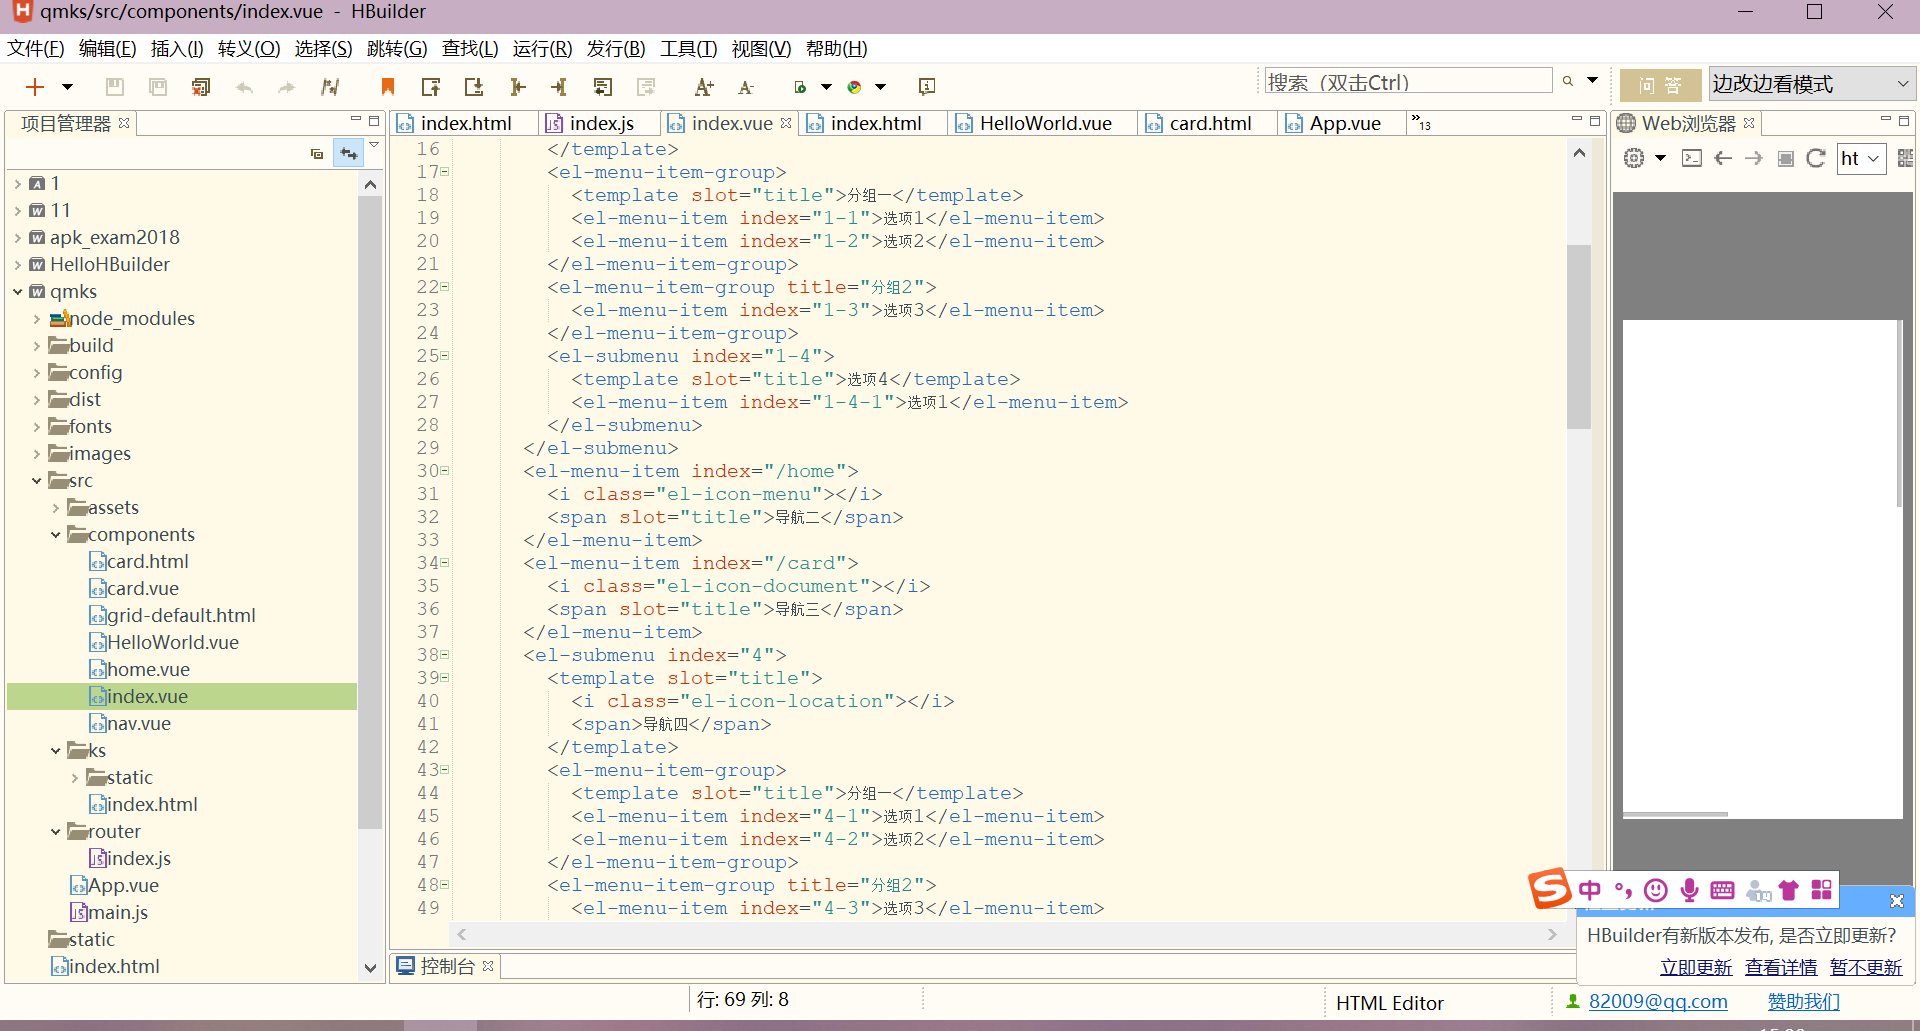 qmks/src/components/index.vue - HBuilder
文件(F) 编辑(E) 插入(I) 转义(O) 选择(S) 跳转(G) 查找(L) 运行(R) 发行(B) 工具(T) 视图(V) 帮助(H)
搜索（双击Ctrl） 问 答 边改边看模式
项目管理器
index.html index.js index.vue index.html HelloWorld.vue card.html App.vue »13
Web浏览器
ht
1
11
apk_exam2018
HelloHBuilder
qmks
node_modules
build
config
dist
fonts
images
src
assets
components
card.html
card.vue
grid-default.html
HelloWorld.vue
home.vue
index.vue
nav.vue
ks
static
index.html
router
index.js
App.vue
main.js
static
index.html
16 </template>
17 <el-menu-item-group>
18 <template slot="title">分组一</template>
19 <el-menu-item index="1-1">选项1</el-menu-item>
20 <el-menu-item index="1-2">选项2</el-menu-item>
21 </el-menu-item-group>
22 <el-menu-item-group title="分组2">
23 <el-menu-item index="1-3">选项3</el-menu-item>
24 </el-menu-item-group>
25 <el-submenu index="1-4">
26 <template slot="title">选项4</template>
27 <el-menu-item index="1-4-1">选项1</el-menu-item>
28 </el-submenu>
29 </el-submenu>
30 <el-menu-item index="/home">
31 <i class="el-icon-menu"></i>
32 <span slot="title">导航二</span>
33 </el-menu-item>
34 <el-menu-item index="/card">
35 <i class="el-icon-document"></i>
36 <span slot="title">导航三</span>
37 </el-menu-item>
38 <el-submenu index="4">
39 <template slot="title">
40 <i class="el-icon-location"></i>
41 <span>导航四</span>
42 </template>
43 <el-menu-item-group>
44 <template slot="title">分组一</template>
45 <el-menu-item index="4-1">选项1</el-menu-item>
46 <el-menu-item index="4-2">选项2</el-menu-item>
47 </el-menu-item-group>
48 <el-menu-item-group title="分组2">
49 <el-menu-item index="4-3">选项3</el-menu-item>
中
HBuilder有新版本发布, 是否立即更新?
立即更新 查看详情 暂不更新
控制台
行: 69 列: 8 HTML Editor 82009@qq.com 赞助我们